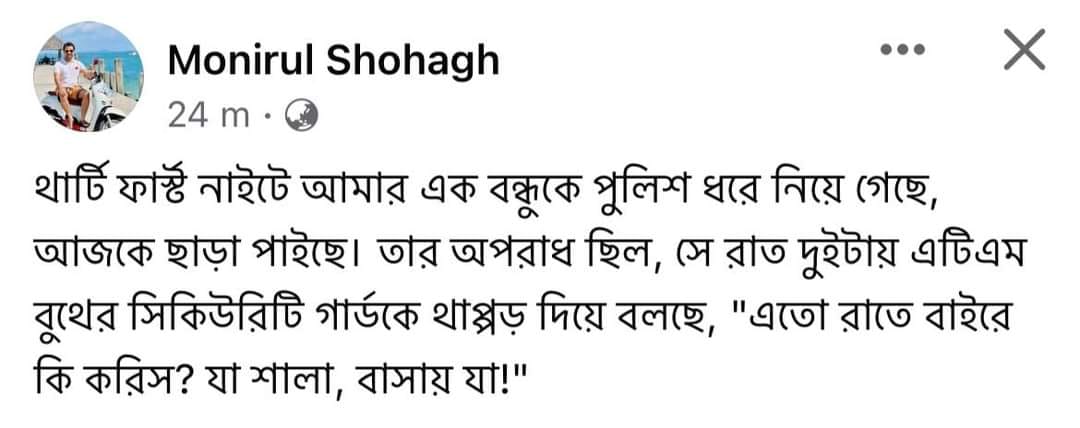 Monirul Shohagh
24 m ·
থার্টি ফার্স্ট নাইটে আমার এক বন্ধুকে পুলিশ ধরে নিয়ে গেছে,
আজকে ছাড়া পাইছে। তার অপরাধ ছিল, সে রাত দুইটায় এটিএম
বুথের সিকিউরিটি গার্ডকে থাপ্পড় দিয়ে বলছে, "এতো রাতে বাইরে
কি করিস? যা শালা, বাসায় যা!"